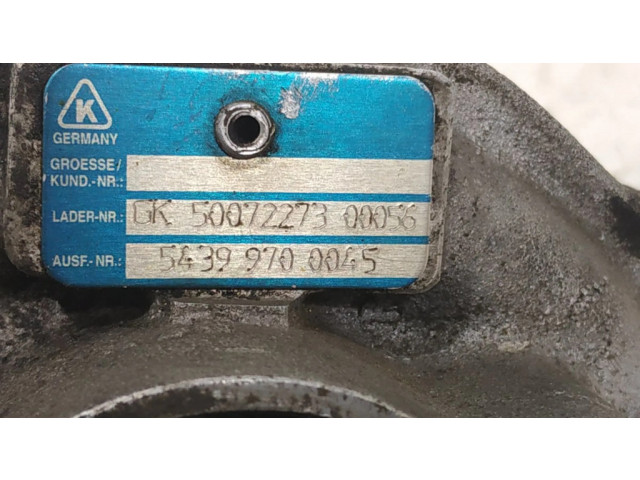 K
GERMANY
GROESSE/
KUND.-NR.:
LADER-NR.: GK 50072273 00056
AUSF.-NR.: 5439 970 0045